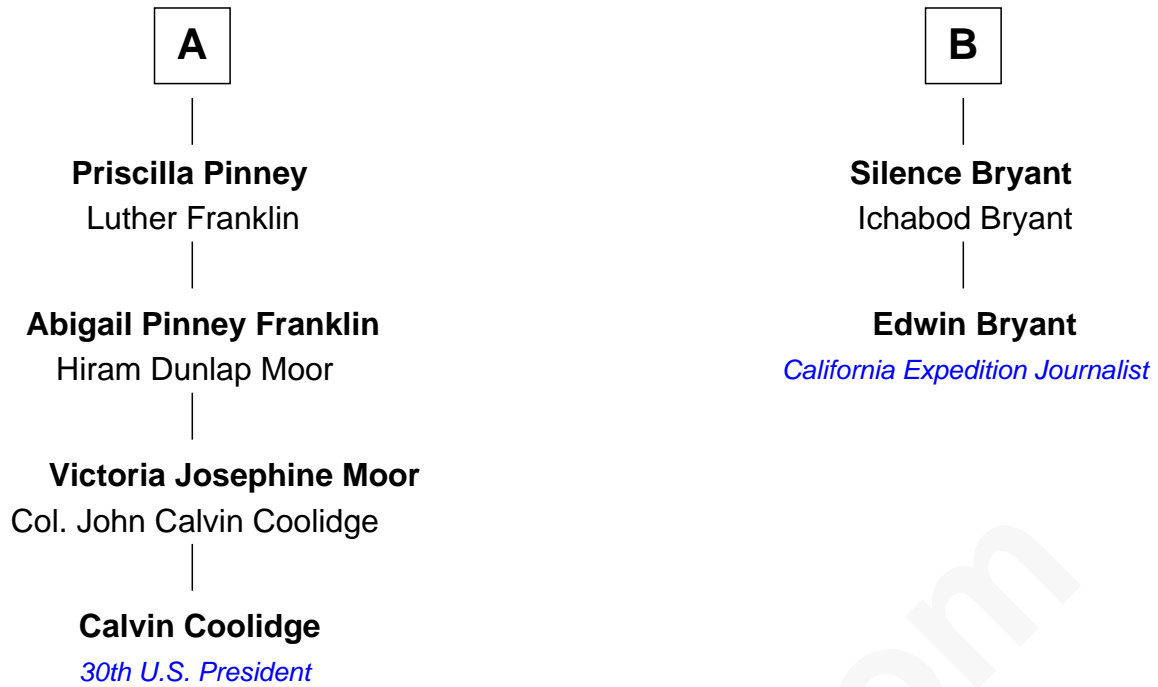 A
B
Priscilla Pinney
Luther Franklin
Silence Bryant
Ichabod Bryant
Abigail Pinney Franklin
Hiram Dunlap Moor
Edwin Bryant
California Expedition Journalist
Victoria Josephine Moor
Col. John Calvin Coolidge
Calvin Coolidge
30th U.S. President
om